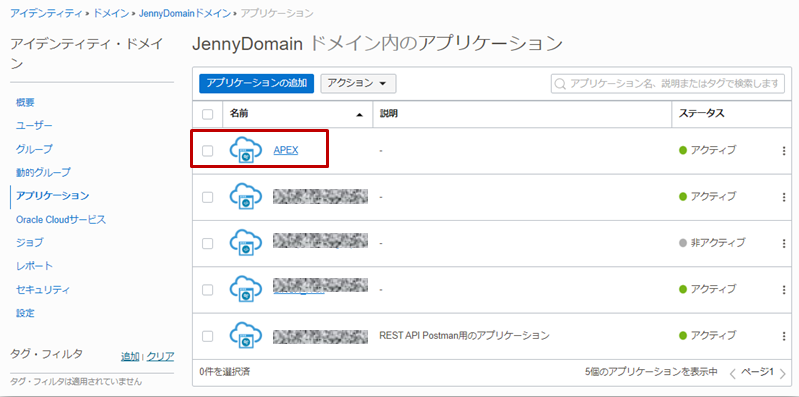 アイデンティティ » ドメイン » JennyDomainドメイン » アプリケーション
アイデンティティ・ドメイン
概要
ユーザー
グループ
動的グループ
アプリケーション
Oracle Cloudサービス
ジョブ
レポート
セキュリティ
設定
タグ・フィルタ 追加 | クリア
タグ・フィルタは適用されていません
JennyDomain ドメイン内のアプリケーション
アプリケーションの追加 アクション
アプリケーション名、説明またはタグで検索します
名前 説明 ステータス
APEX - アクティブ
- アクティブ
- 非アクティブ
- アクティブ
REST API Postman用のアプリケーション アクティブ
0件を選択済 5個のアプリケーションを表示中 ページ1